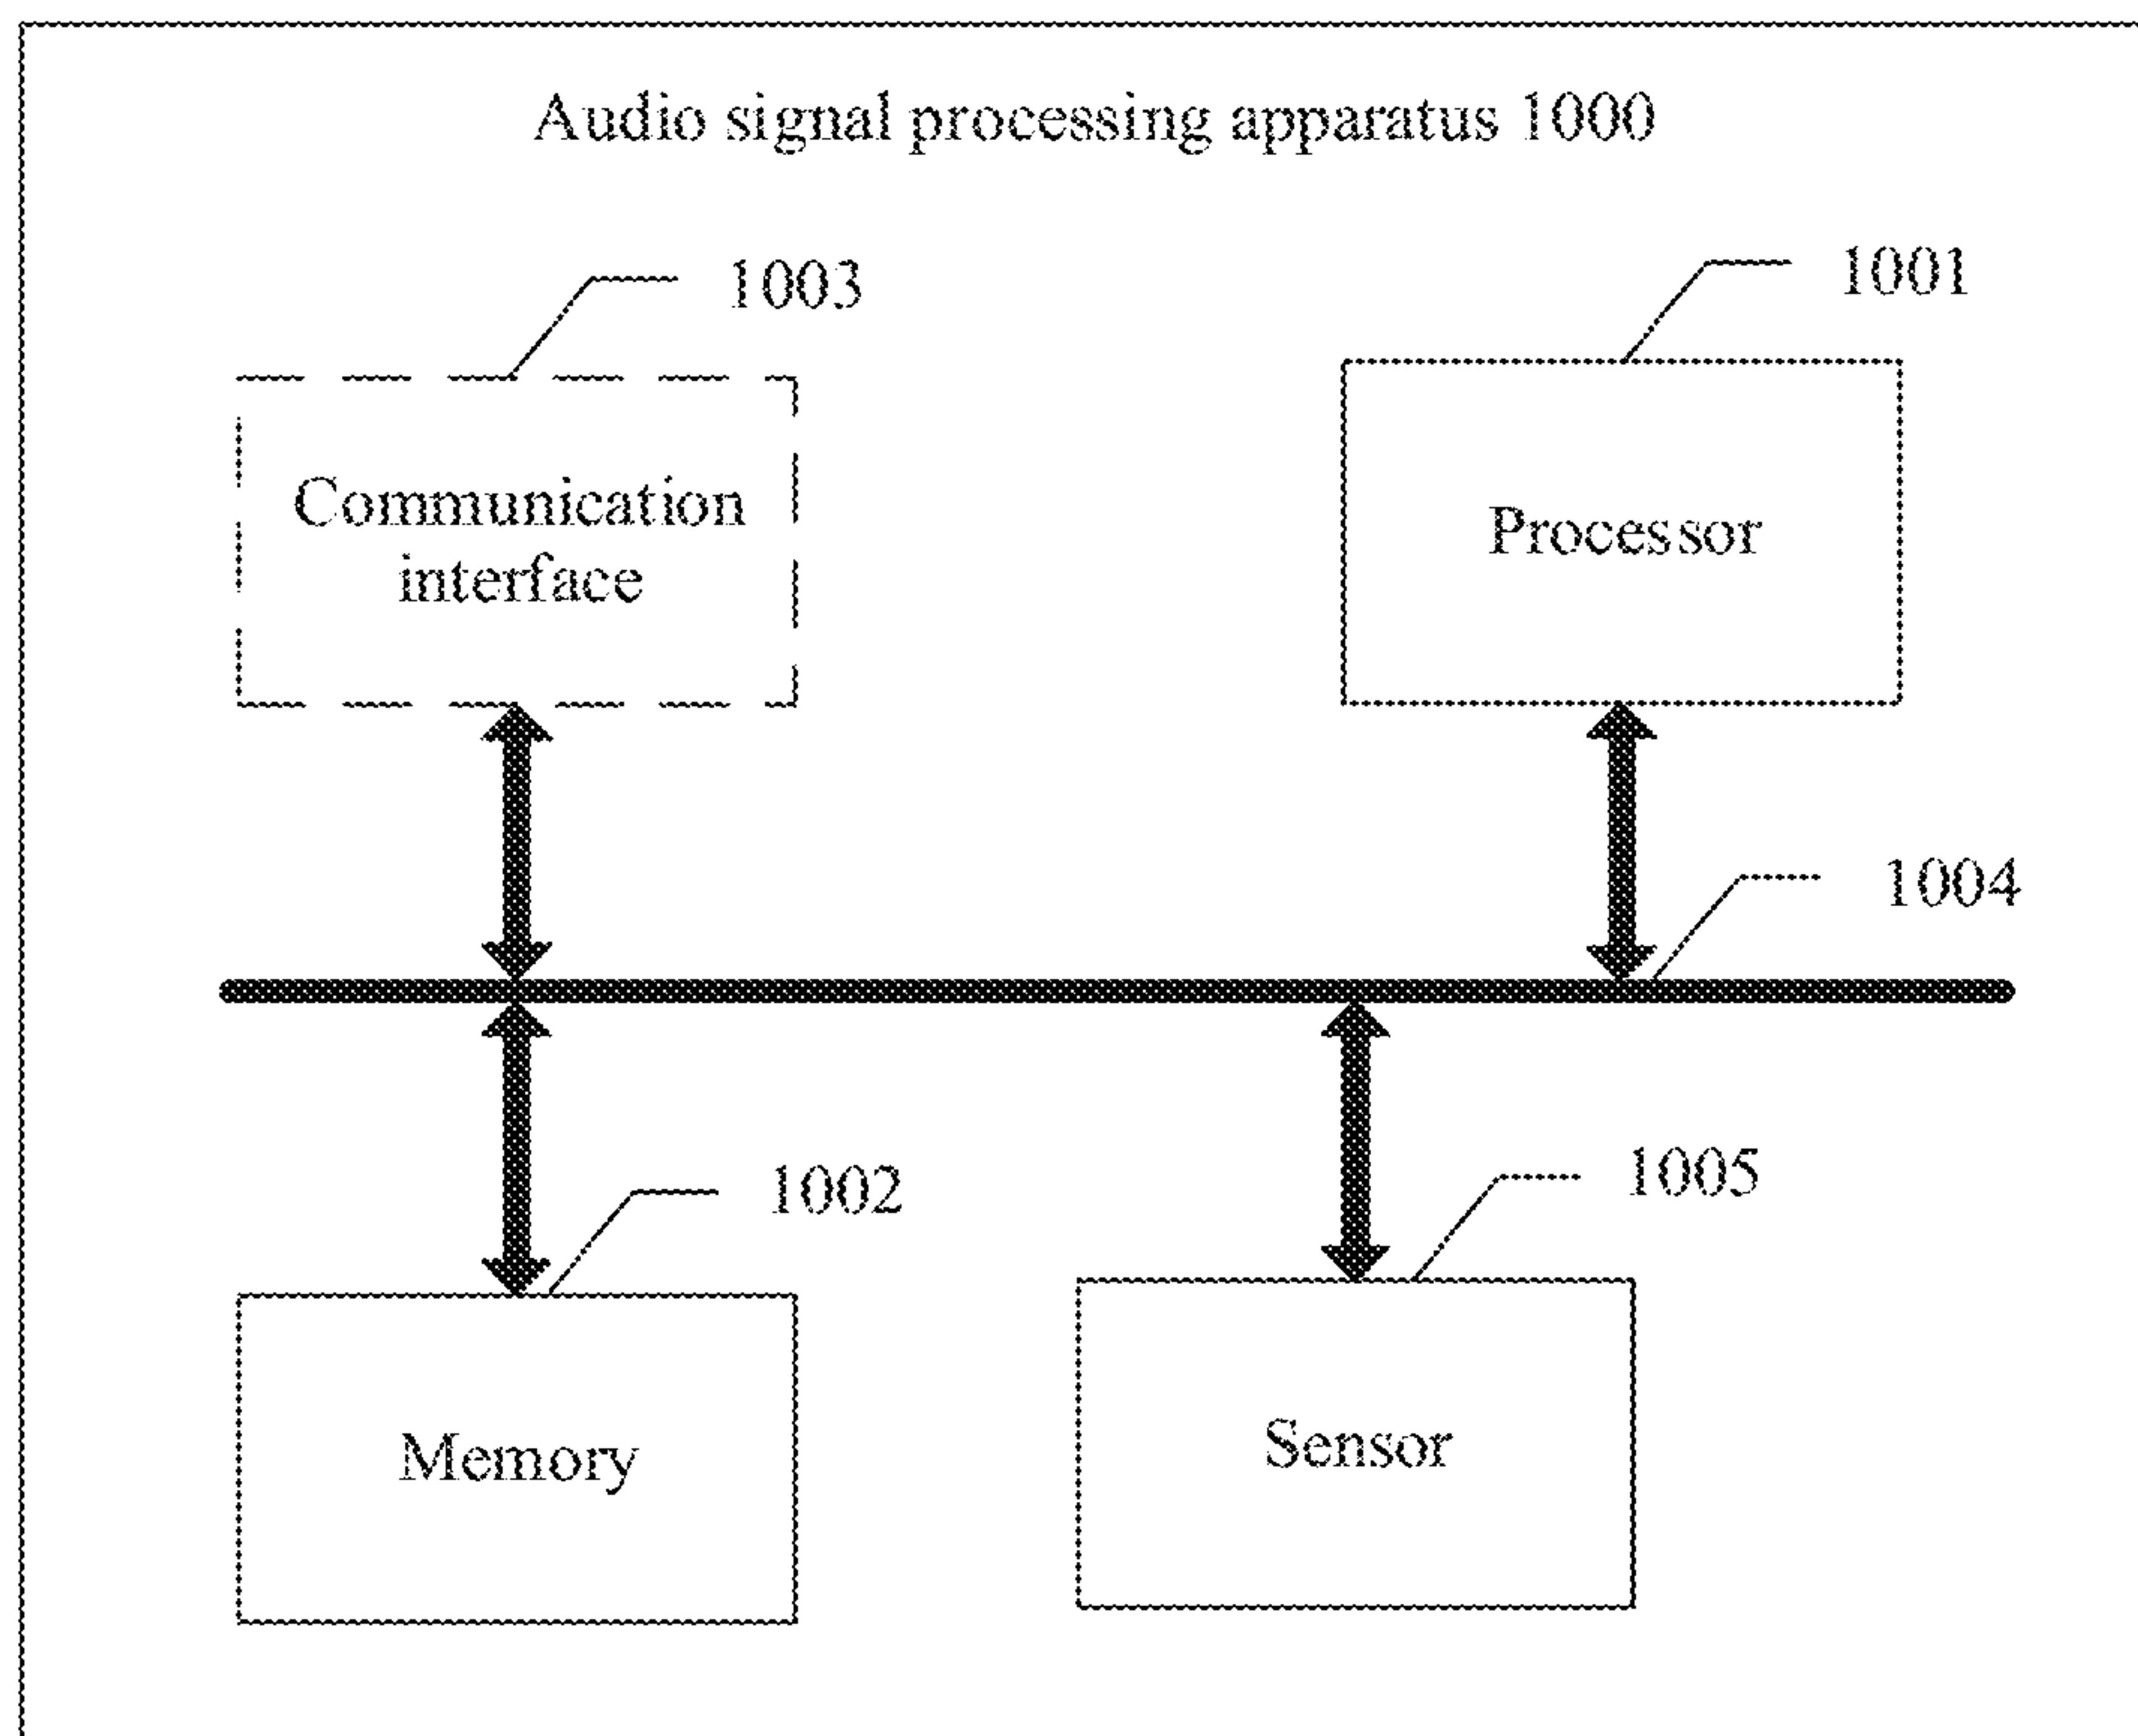 Audio signal processing apparatus 1000
1003
1001
Communication
interface
Processor
1004
1002
1005
Memory
Sensor